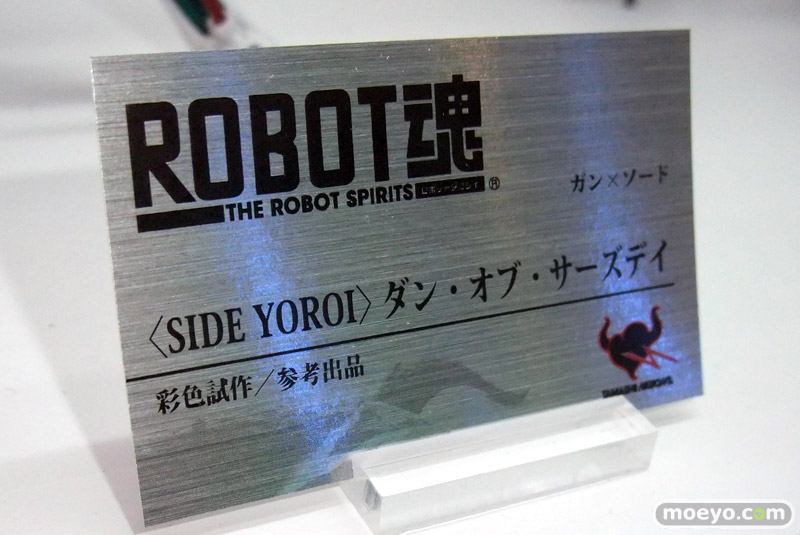 ROBOT魂
THE ROBOT SPIRITS ®
ガン×ソード
〈SIDE YOROI〉ダン・オブ・サーズデイ
彩色試作／参考出品
moeyo.com